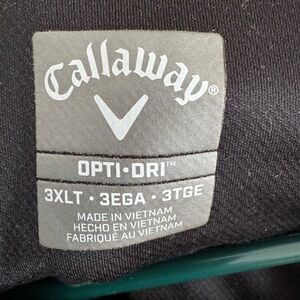 Callaway®
OPTI·DRI™
3XLT · 3EGA · 3TGE
MADE IN VIETNAM
HECHO EN VIETNAM
FABRIQUÉ AU VIETNAM